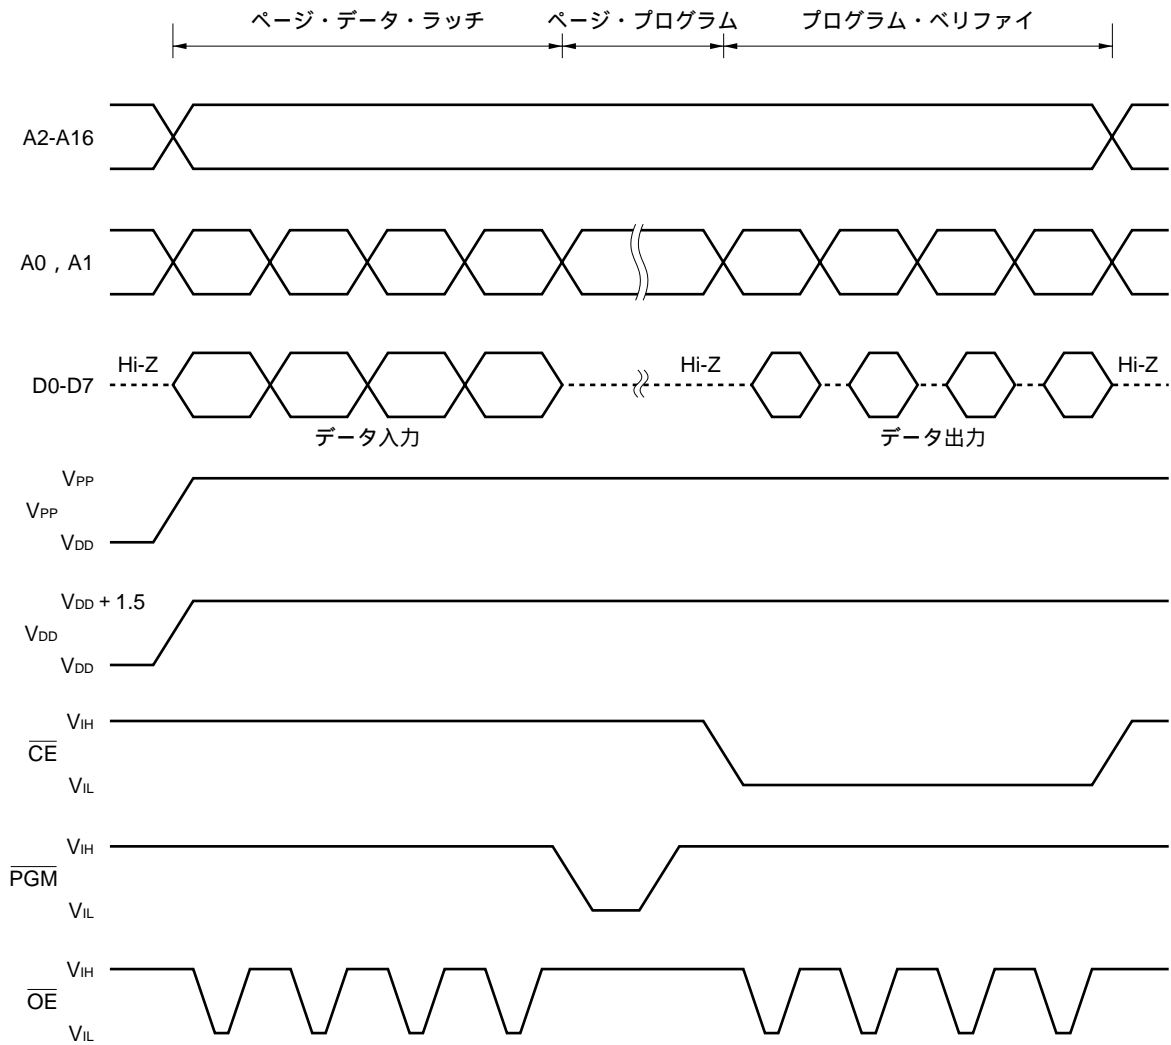 ページ・データ・ラッチ ページ・プログラム プログラム・ベリファイ
A2-A16
A0 , A1
Hi-Z Hi-Z Hi-Z
D0-D7
データ入力 データ出力
VPP
VPP
VDD
VDD + 1.5
VDD
VDD
VIH
CE
VIL
VIH
PGM
VIL
VIH
OE
VIL